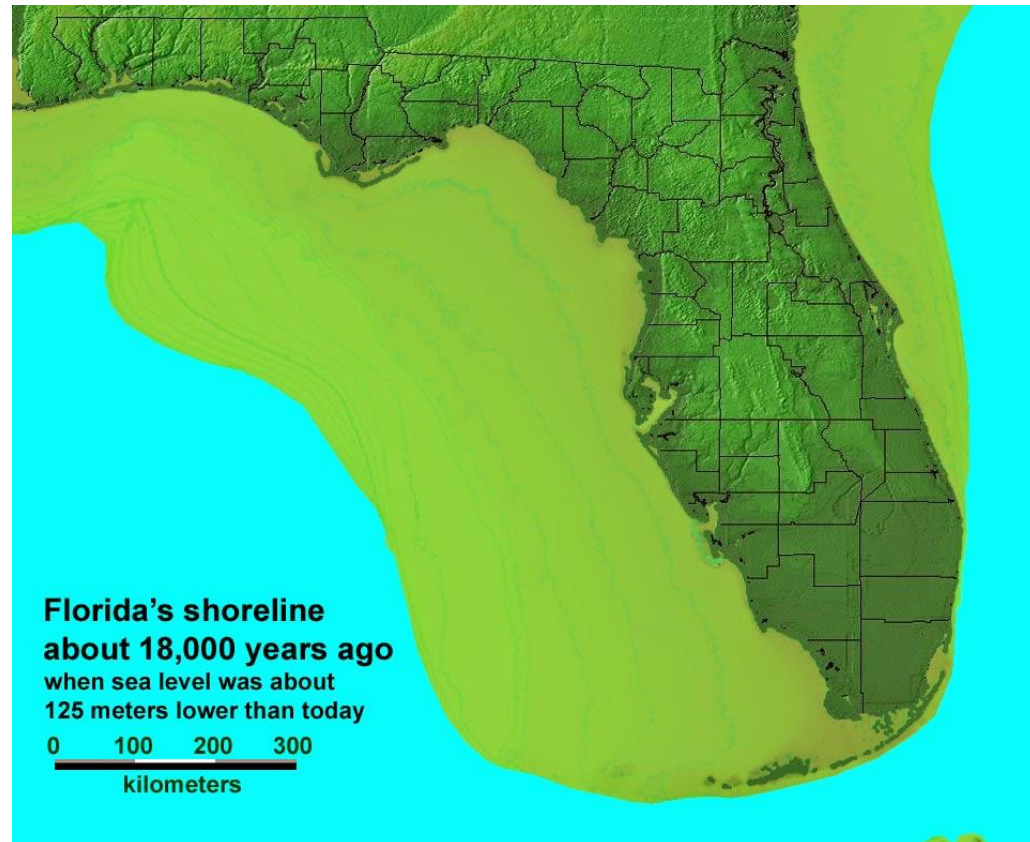 Florida’s shoreline
about 18,000 years ago
when sea level was about
125 meters lower than today
0 100 200 300
kilometers